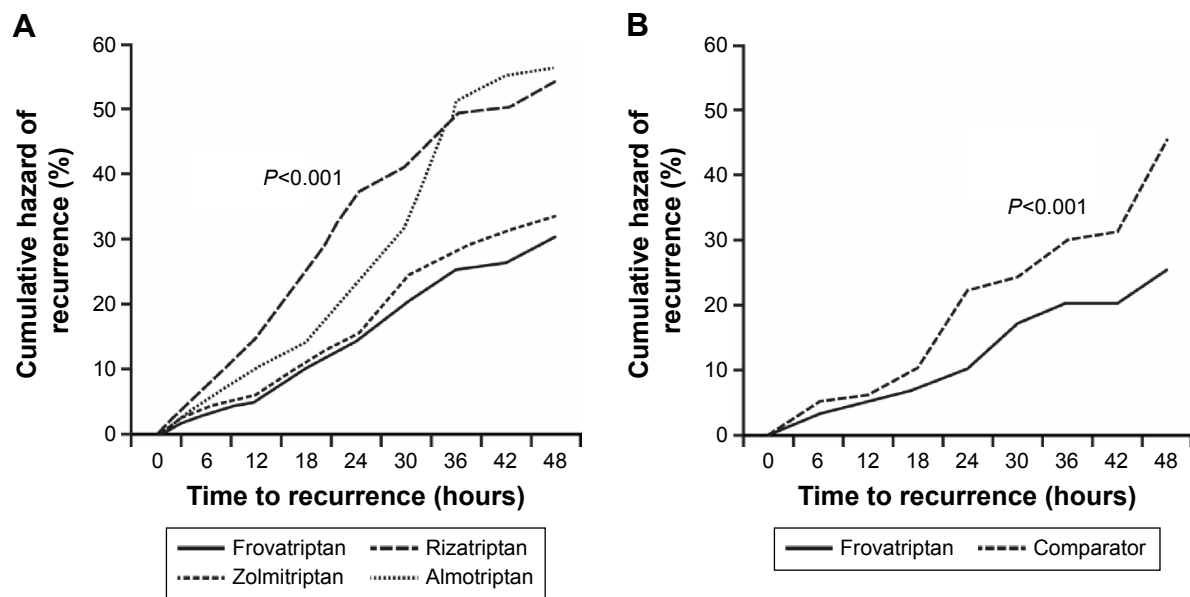 A
Cumulative hazard of
recurrence (%)
60
50
40
30
20
10
0
P<0.001
0 6 12 18 24 30 36 42 48
Time to recurrence (hours)
Frovatriptan Rizatriptan
Zolmitriptan Almotriptan
B
Cumulative hazard of
recurrence (%)
60
50
40
30
20
10
0
P<0.001
0 6 12 18 24 30 36 42 48
Time to recurrence (hours)
Frovatriptan Comparator